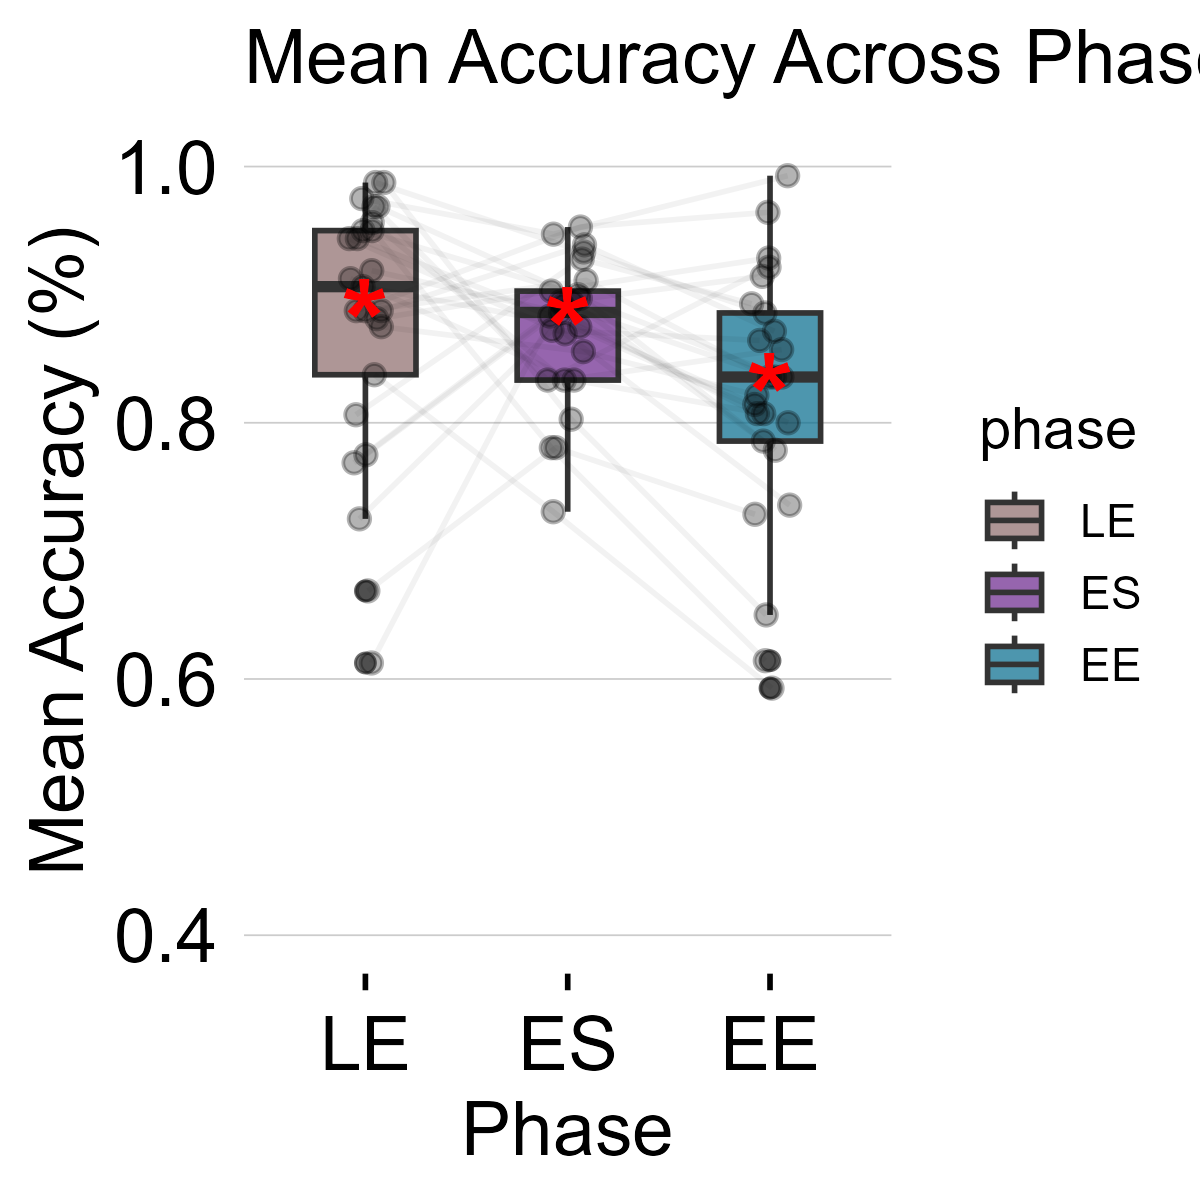 Mean Accuracy Across Phase
Mean Accuracy (%)
1.0
0.8
0.6
0.4
LE
ES
EE
Phase
phase
LE
ES
EE